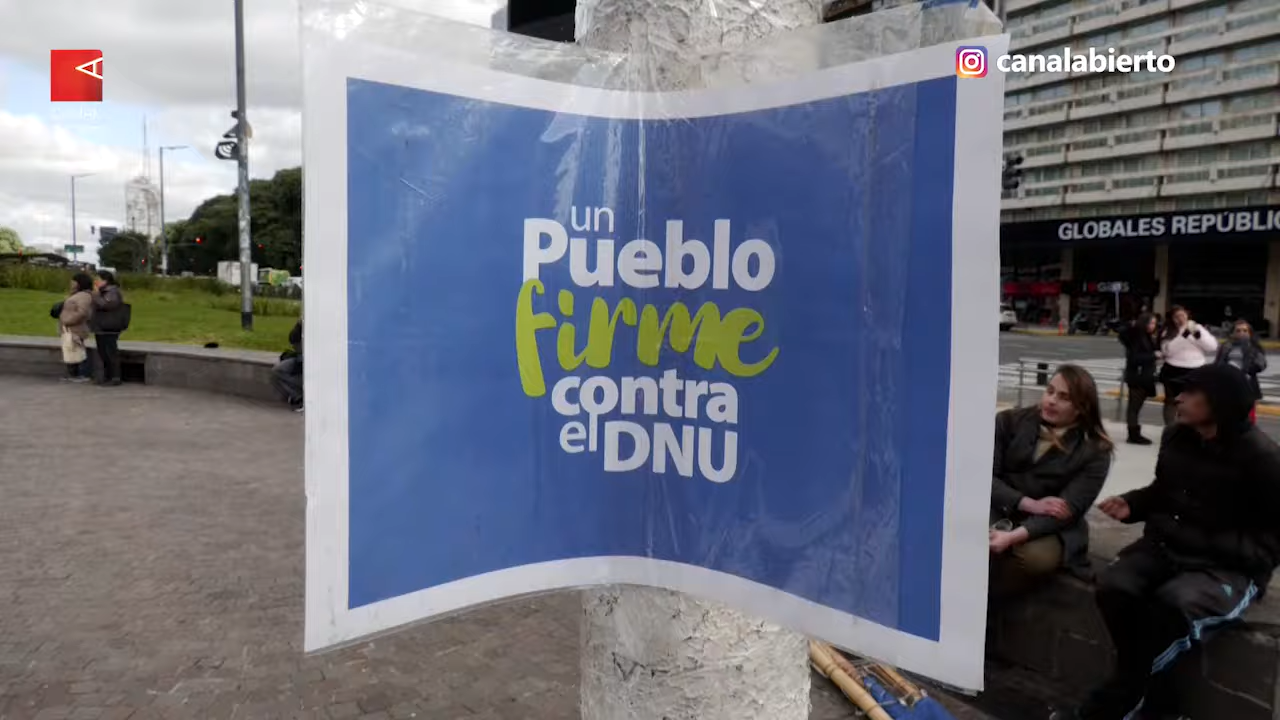 canalabierto
un
Pueblo
firme
contra
el DNU
GLOBALES REPÚBLIC